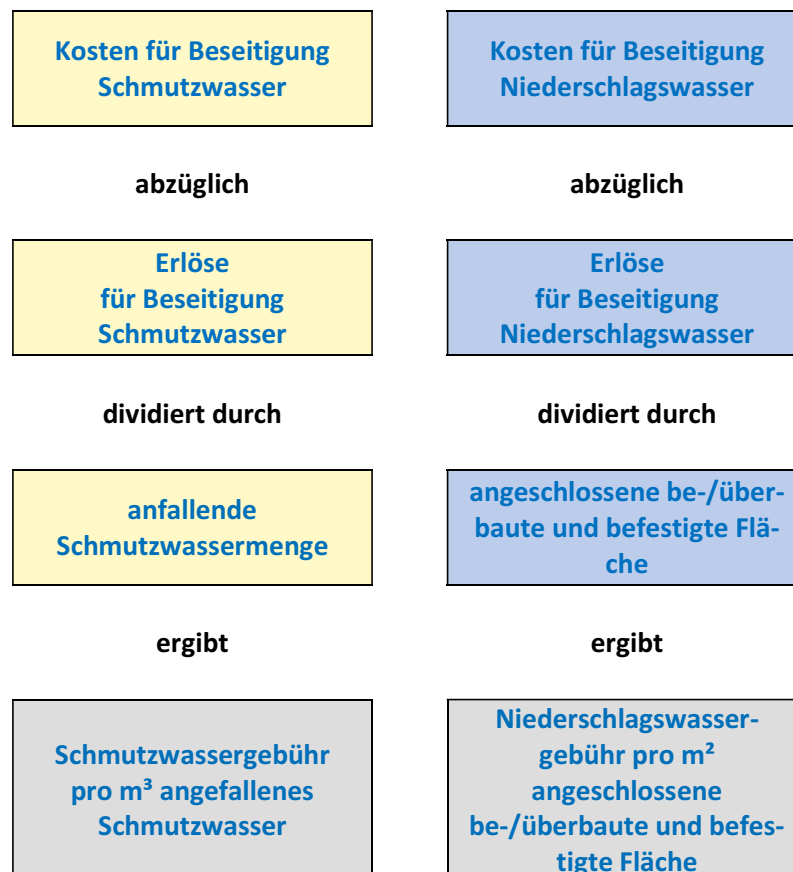 Kosten für Beseitigung
Schmutzwasser
abzüglich
Erlöse
für Beseitigung
Schmutzwasser
dividiert durch
anfallende
Schmutzwassermenge
ergibt
Schmutzwassergebühr
pro m³ angefallenes
Schmutzwasser
Kosten für Beseitigung
Niederschlagswasser
abzüglich
Erlöse
für Beseitigung
Niederschlagswasser
dividiert durch
angeschlossene be-/über-
baute und befestigte Flä-
che
ergibt
Niederschlagswasser-
gebühr pro m²
angeschlossene
be-/überbaute und befes-
tigte Fläche